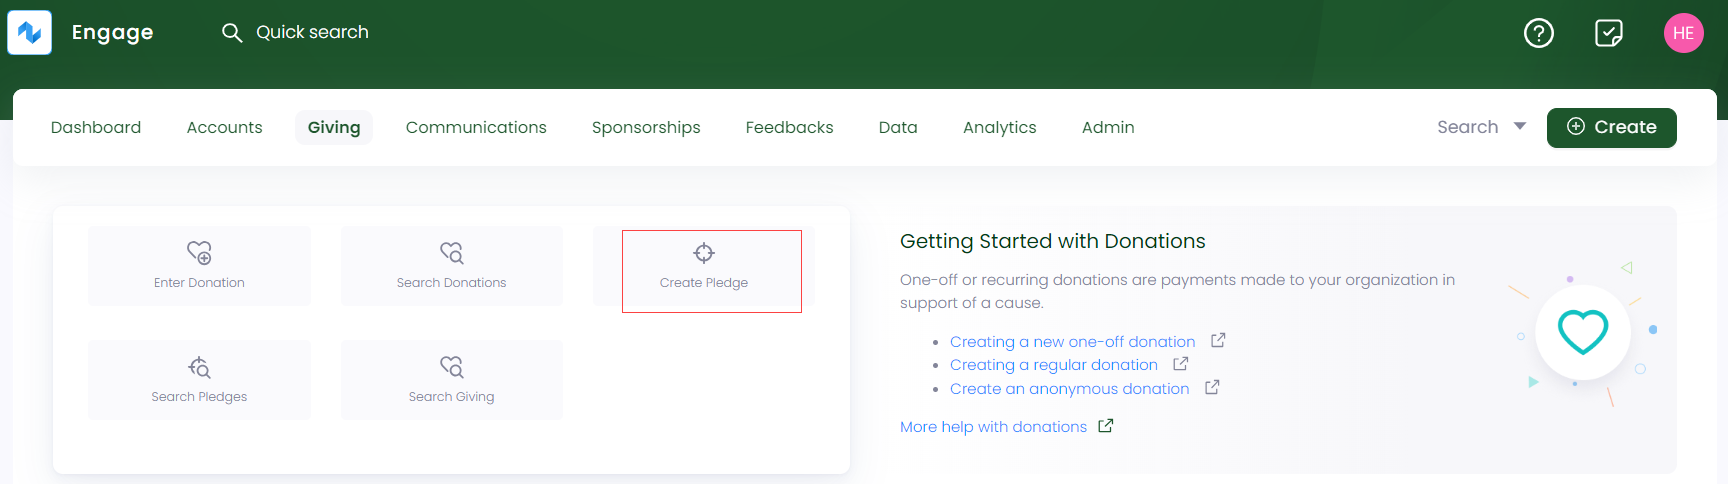 Engage
Quick search
HE
Dashboard
Accounts
Giving
Communications
Sponsorships
Feedbacks
Data
Analytics
Admin
Search
Create
Enter Donation
Search Donations
Create Pledge
Search Pledges
Search Giving
Getting Started with Donations
One-off or recurring donations are payments made to your organization in
support of a cause.
Creating a new one-off donation
Creating a regular donation
Create an anonymous donation
More help with donations